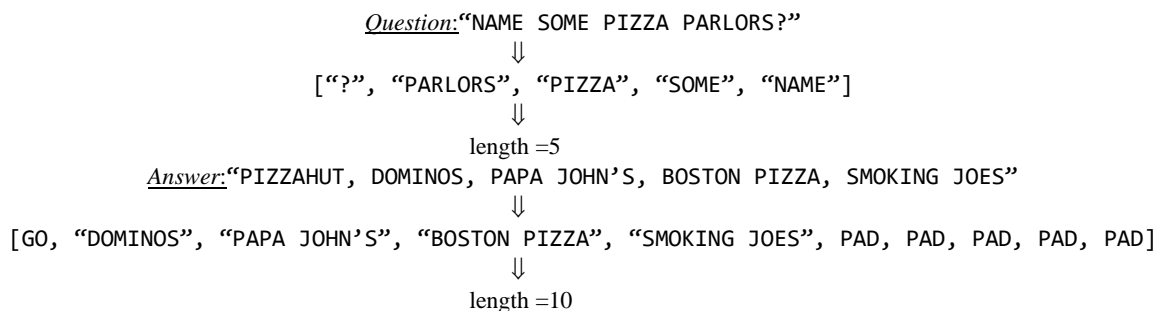 Question:“NAME SOME PIZZA PARLORS?”
⇓
[“?”, “PARLORS”, “PIZZA”, “SOME”, “NAME”]
⇓
length =5
Answer:“PIZZAHUT, DOMINOS, PAPA JOHN’S, BOSTON PIZZA, SMOKING JOES”
⇓
[GO, “DOMINOS”, “PAPA JOHN’S”, “BOSTON PIZZA”, “SMOKING JOES”, PAD, PAD, PAD, PAD, PAD]
⇓
length =10